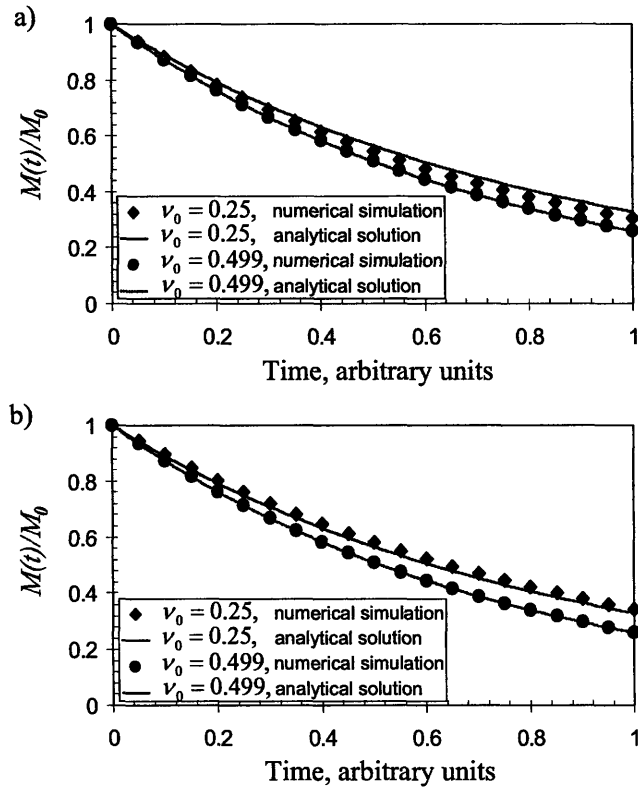 a)
1
0.8
0.6
0.4
0.2
0
M(t)/M₀
◆ ν₀ = 0.25, numerical simulation
— ν₀ = 0.25, analytical solution
● ν₀ = 0.499, numerical simulation
— ν₀ = 0.499, analytical solution
0 0.2 0.4 0.6 0.8 1
Time, arbitrary units
b)
1
0.8
0.6
0.4
0.2
0
M(t)/M₀
◆ ν₀ = 0.25, numerical simulation
— ν₀ = 0.25, analytical solution
● ν₀ = 0.499, numerical simulation
— ν₀ = 0.499, analytical solution
0 0.2 0.4 0.6 0.8 1
Time, arbitrary units